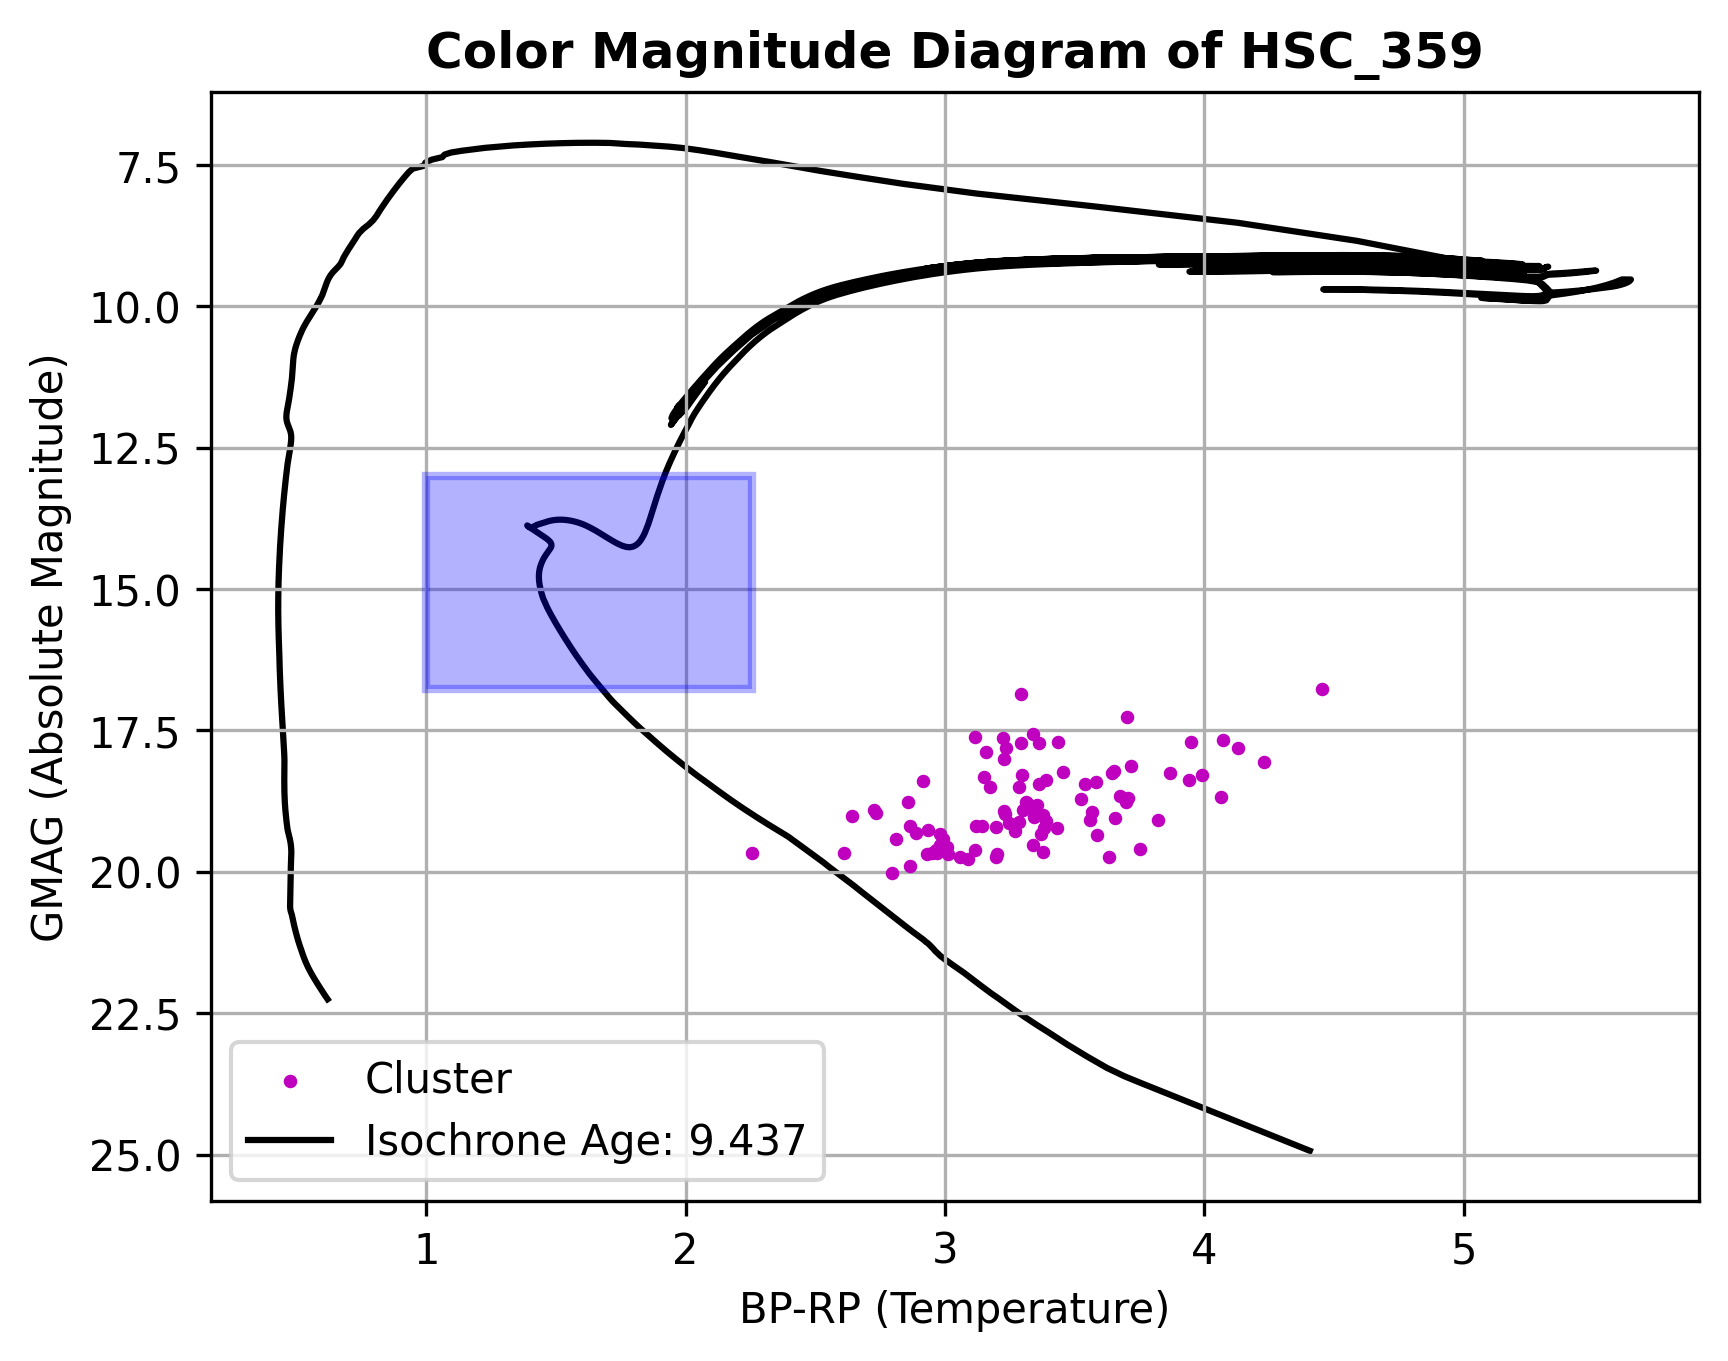 Color Magnitude Diagram of HSC_359
GMAG (Absolute Magnitude)
7.5
10.0
12.5
15.0
17.5
20.0
22.5
25.0
Cluster
Isochrone Age: 9.437
1 2 3 4 5
BP-RP (Temperature)